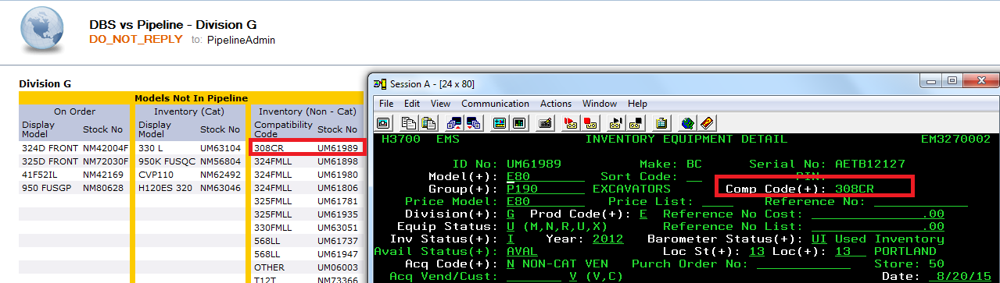 DBS vs Pipeline - Division G
DO_NOT_REPLY to: PipelineAdmin
Division G
Models Not In Pipeline
On Order Inventory (Cat) Inventory (Non - Cat)
Display Model Stock No Display Model Stock No Compatibility Code Stock No
324D FRONT NM42004F 330 L UM63104 308CR UM61989
325D FRONT NM72030F 950K FUSQC NM56804 324FMLL UM61898
41F52IL NM42169 CVP110 NM62492 324FMLL UM61980
950 FUSGP NM80628 H120ES 320 NM63046 324FMLL UM61806
325FMLL UM65781
325FMLL UM61935
330FMLL UM63051
568LL UM61737
568LL UM61947
OTHER UM06003
T12T NM73366
Session A - [24 x 80]
File Edit View Communication Actions Window Help
H3700 EMS INVENTORY EQUIPMENT DETAIL EM3270002
ID No: UM61989 Make: BC Serial No: AETB12127
Model(+): E80 Sort Code: __ PIN:
Group(+): P190 EXCAVATORS Comp Code(+): 308CR
Price Model: E80 Price List: ____ Reference No: ____________
Division(+): G Prod Code(+): E Reference No Cost: .00
Equip Status: U (M,N,R,U,X) Reference No List: .00
Inv Status(+): I Year: 2012 Barometer Status(+): UI Used Inventory
Avail Status(+): AVAL Loc St(+): 13 Loc(+): 13 PORTLAND
Acq Code(+): N NON-CAT VEN Purch Order No: Store: 50
Acq Vend/Cust: _______ V (V,C) Date: 8/20/15